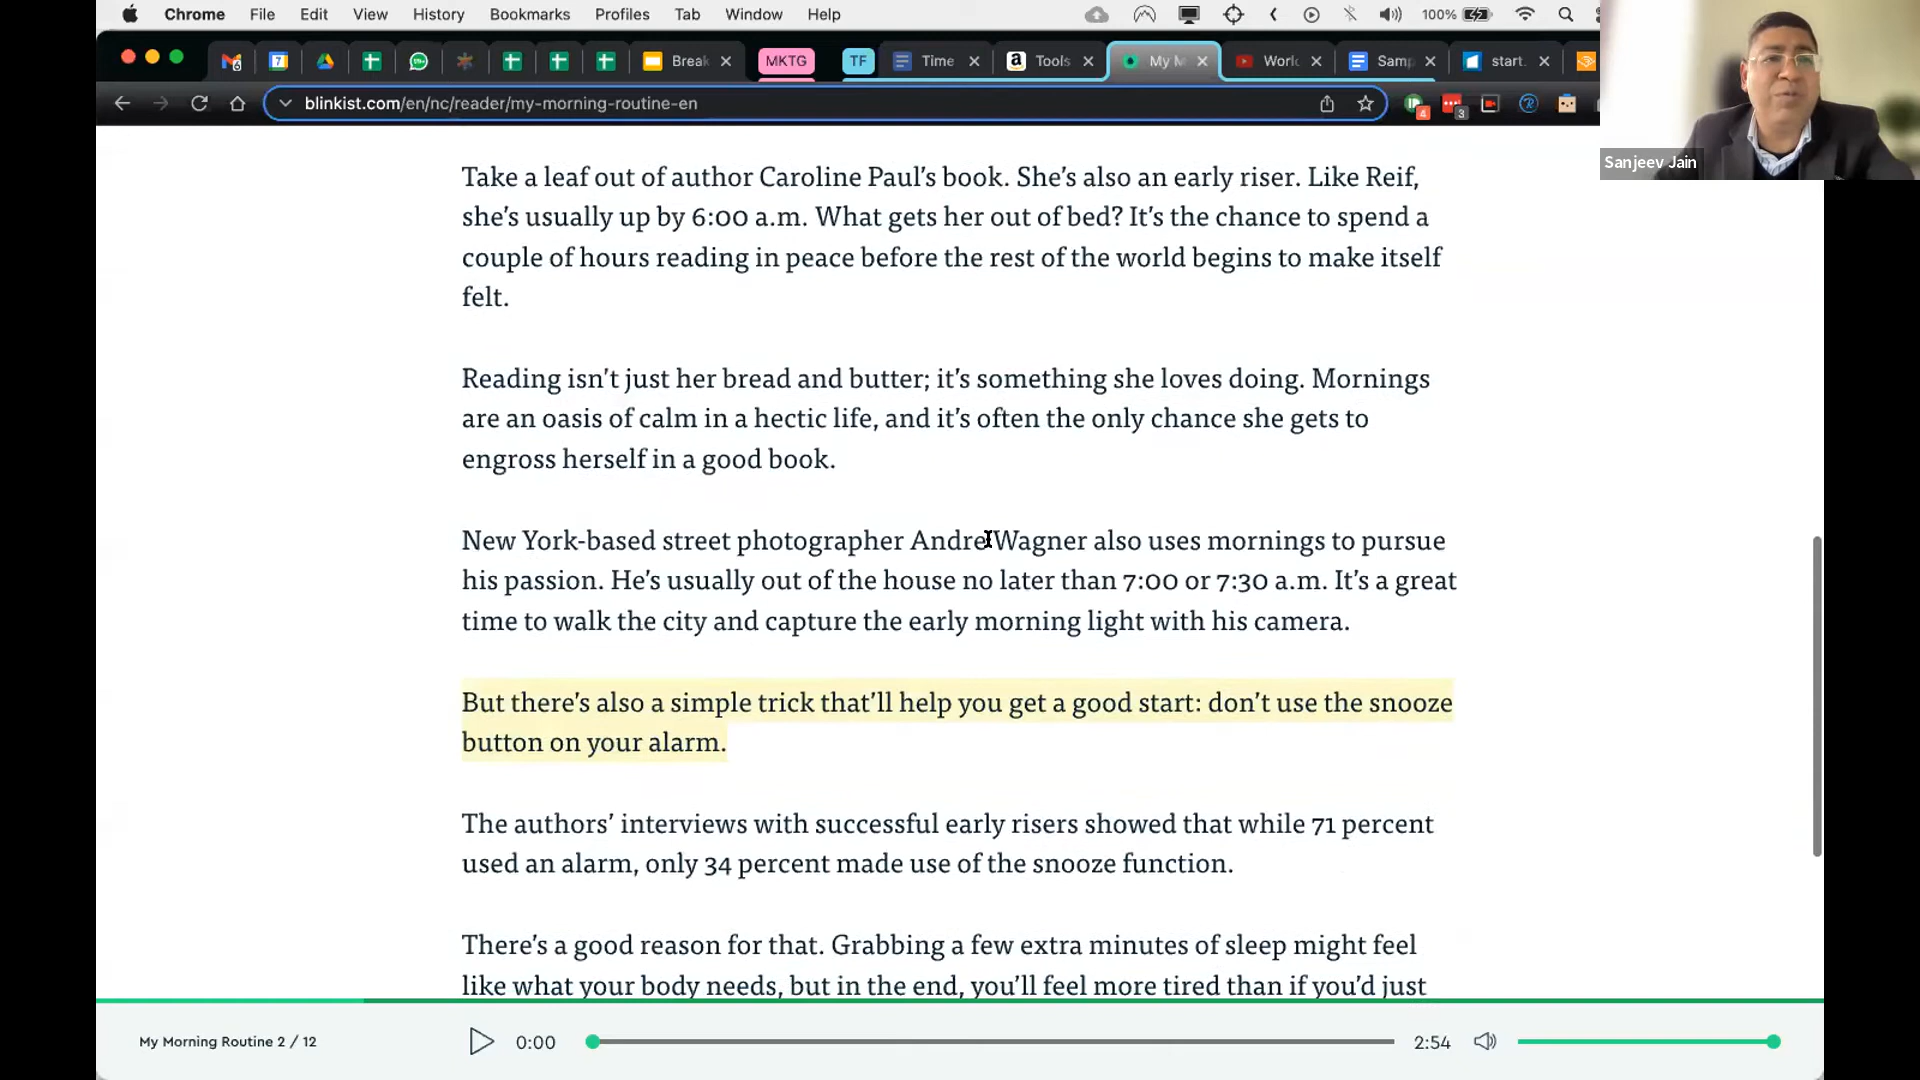 Chrome File Edit View History Bookmarks Profiles Tab Window Help 100%
Break MKTG TF Time Tools My M Work Samp start.
blinkist.com/en/nc/reader/my-morning-routine-en
4 3
Sanjeev Jain
Take a leaf out of author Caroline Paul’s book. She’s also an early riser. Like Reif,
she’s usually up by 6:00 a.m. What gets her out of bed? It’s the chance to spend a
couple of hours reading in peace before the rest of the world begins to make itself
felt.
Reading isn’t just her bread and butter; it’s something she loves doing. Mornings
are an oasis of calm in a hectic life, and it’s often the only chance she gets to
engross herself in a good book.
New York-based street photographer Andre Wagner also uses mornings to pursue
his passion. He’s usually out of the house no later than 7:00 or 7:30 a.m. It’s a great
time to walk the city and capture the early morning light with his camera.
But there’s also a simple trick that’ll help you get a good start: don’t use the snooze
button on your alarm.
The authors’ interviews with successful early risers showed that while 71 percent
used an alarm, only 34 percent made use of the snooze function.
There’s a good reason for that. Grabbing a few extra minutes of sleep might feel
like what your body needs, but in the end, you’ll feel more tired than if you’d just
My Morning Routine 2 / 12 0:00 2:54